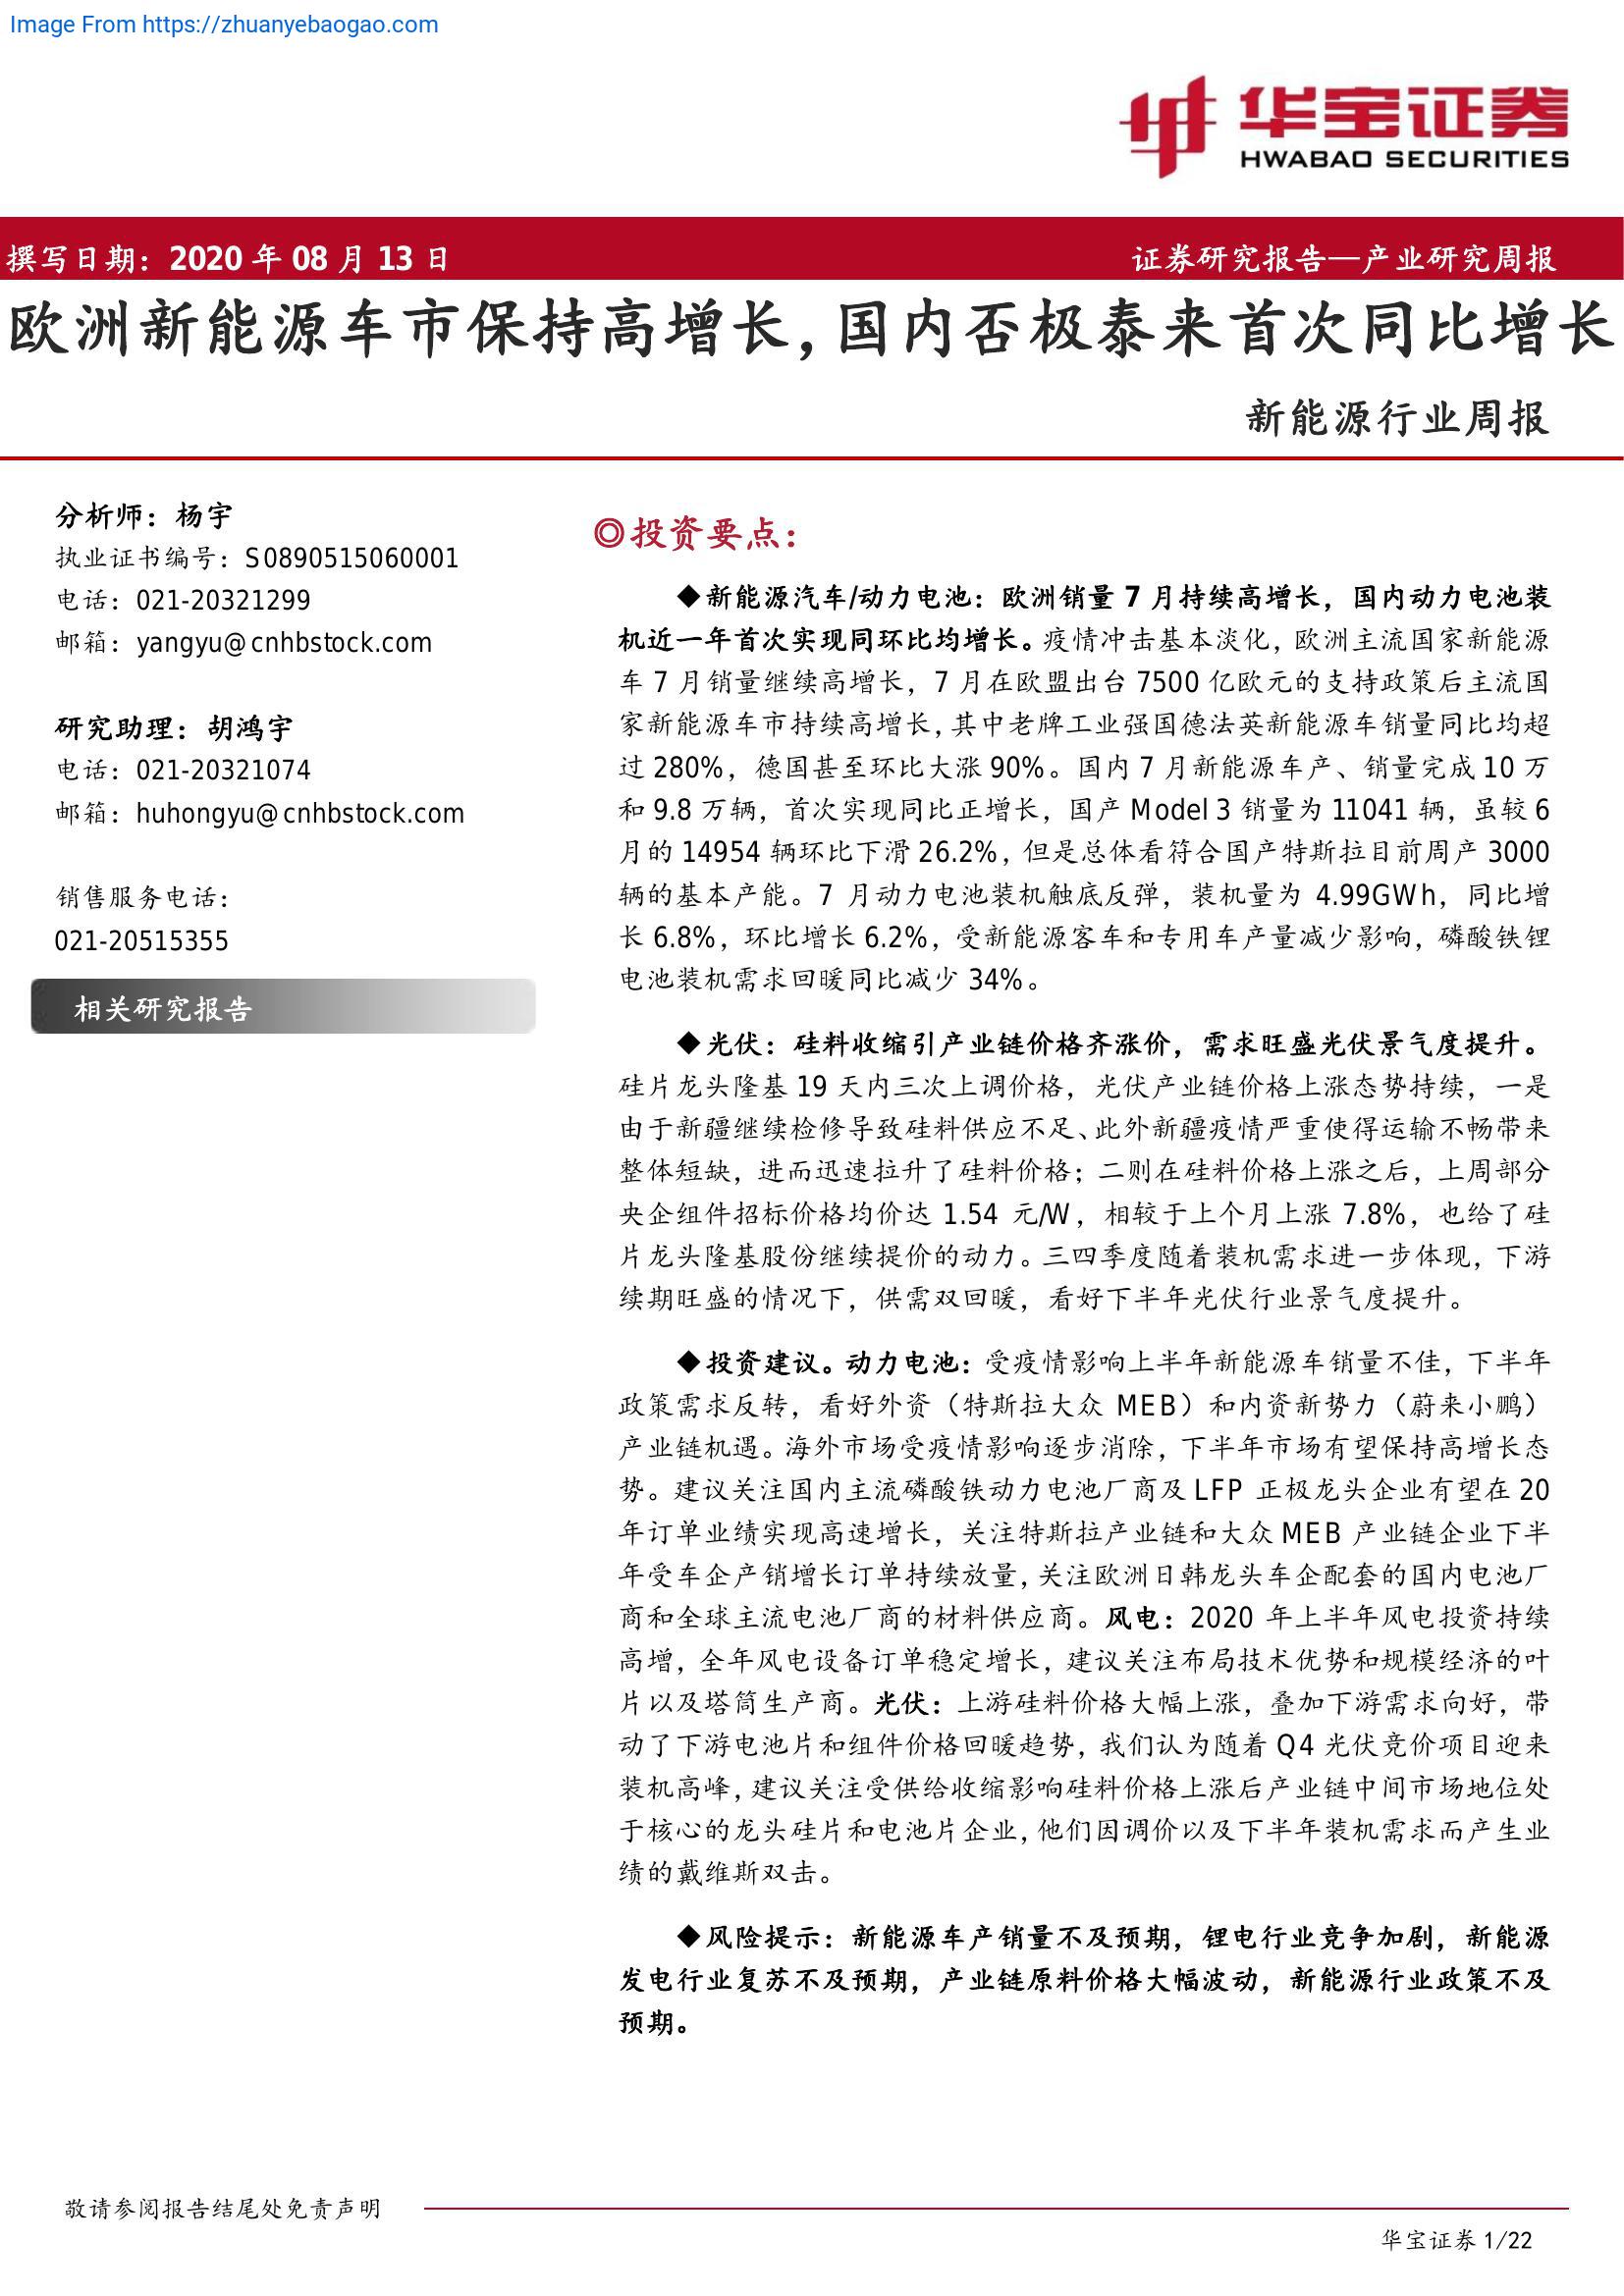 Image From https://zhuanyebaogao.com
华宝证券
HWABAO SECURITIES
撰写日期：2020 年 08 月 13 日
证券研究报告—产业研究周报
欧洲新能源车市保持高增长，国内否极泰来首次同比增长
新能源行业周报
分析师：杨宇
执业证书编号：S0890515060001
电话：021-20321299
邮箱：yangyu@cnhbstock.com
研究助理：胡鸿宇
电话：021-20321074
邮箱：huhongyu@cnhbstock.com
销售服务电话：
021-20515355
相关研究报告
◎投资要点：
◆新能源汽车/动力电池：欧洲销量 7 月持续高增长，国内动力电池装
机近一年首次实现同环比均增长。疫情冲击基本淡化，欧洲主流国家新能源
车 7 月销量继续高增长，7 月在欧盟出台 7500 亿欧元的支持政策后主流国
家新能源车市持续高增长，其中老牌工业强国德法英新能源车销量同比均超
过 280%，德国甚至环比大涨 90%。国内 7 月新能源车产、销量完成 10 万
和 9.8 万辆，首次实现同比正增长，国产 Model 3 销量为 11041 辆，虽较 6
月的 14954 辆环比下滑 26.2%，但是总体看符合国产特斯拉目前周产 3000
辆的基本产能。7 月动力电池装机触底反弹，装机量为 4.99GWh，同比增
长 6.8%，环比增长 6.2%，受新能源客车和专用车产量减少影响，磷酸铁锂
电池装机需求回暖同比减少 34%。
◆光伏：硅料收缩引产业链价格齐涨价，需求旺盛光伏景气度提升。
硅片龙头隆基 19 天内三次上调价格，光伏产业链价格上涨态势持续，一是
由于新疆继续检修导致硅料供应不足、此外新疆疫情严重使得运输不畅带来
整体短缺，进而迅速拉升了硅料价格；二则在硅料价格上涨之后，上周部分
央企组件招标价格均价达 1.54 元/W，相较于上个月上涨 7.8%，也给了硅
片龙头隆基股份继续提价的动力。三四季度随着装机需求进一步体现，下游
续期旺盛的情况下，供需双回暖，看好下半年光伏行业景气度提升。
◆投资建议。动力电池：受疫情影响上半年新能源车销量不佳，下半年
政策需求反转，看好外资（特斯拉大众 MEB）和内资新势力（蔚来小鹏）
产业链机遇。海外市场受疫情影响逐步消除，下半年市场有望保持高增长态
势。建议关注国内主流磷酸铁动力电池厂商及 LFP 正极龙头企业有望在 20
年订单业绩实现高速增长，关注特斯拉产业链和大众 MEB 产业链企业下半
年受车企产销增长订单持续放量，关注欧洲日韩龙头车企配套的国内电池厂
商和全球主流电池厂商的材料供应商。风电：2020 年上半年风电投资持续
高增，全年风电设备订单稳定增长，建议关注布局技术优势和规模经济的叶
片以及塔筒生产商。光伏：上游硅料价格大幅上涨，叠加下游需求向好，带
动了下游电池片和组件价格回暖趋势，我们认为随着 Q4 光伏竞价项目迎来
装机高峰，建议关注受供给收缩影响硅料价格上涨后产业链中间市场地位处
于核心的龙头硅片和电池片企业，他们因调价以及下半年装机需求而产生业
绩的戴维斯双击。
◆风险提示：新能源车产销量不及预期，锂电行业竞争加剧，新能源
发电行业复苏不及预期，产业链原料价格大幅波动，新能源行业政策不及
预期。
敬请参阅报告结尾处免责声明
华宝证券 1/22